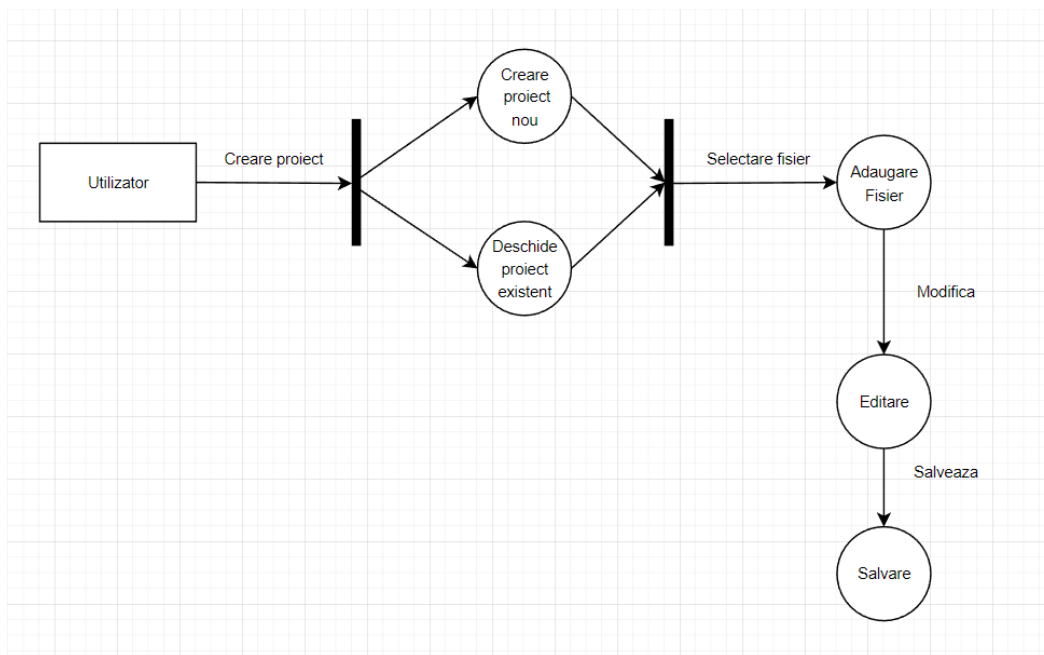 Utilizator
Creare proiect
Creare
proiect
nou
Deschide
proiect
existent
Selectare fisier
Adaugare
Fisier
Modifica
Editare
Salveaza
Salvare